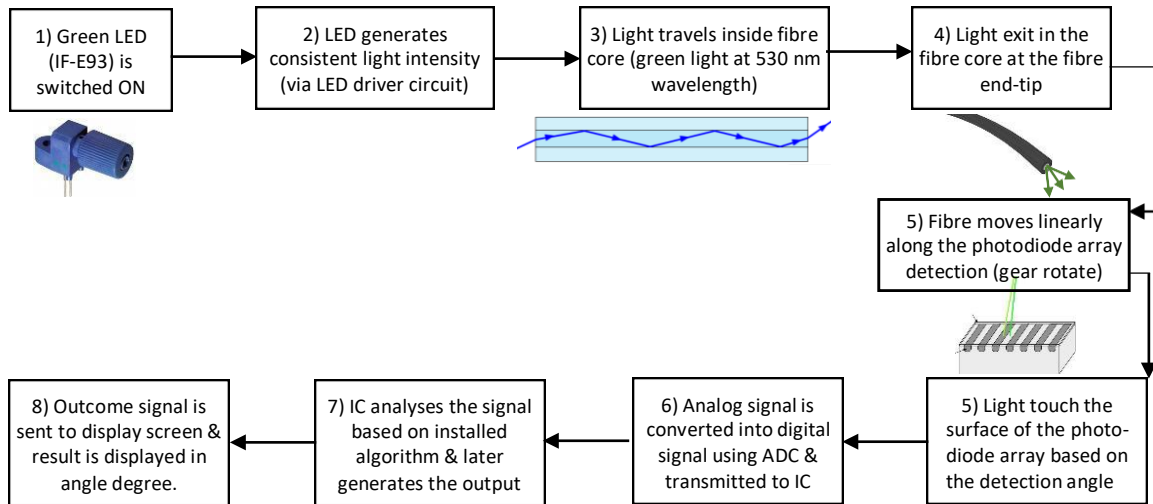 1) Green LED
(IF-E93) is
switched ON
2) LED generates
consistent light intensity
(via LED driver circuit)
3) Light travels inside fibre
core (green light at 530 nm
wavelength)
4) Light exit in the
fibre core at the fibre
end-tip
5) Fibre moves linearly
along the photodiode array
detection (gear rotate)
5) Light touch the
surface of the photo-
diode array based on
the detection angle
6) Analog signal is
converted into digital
signal using ADC &
transmitted to IC
7) IC analyses the signal
based on installed
algorithm & later
generates the output
8) Outcome signal is
sent to display screen &
result is displayed in
angle degree.